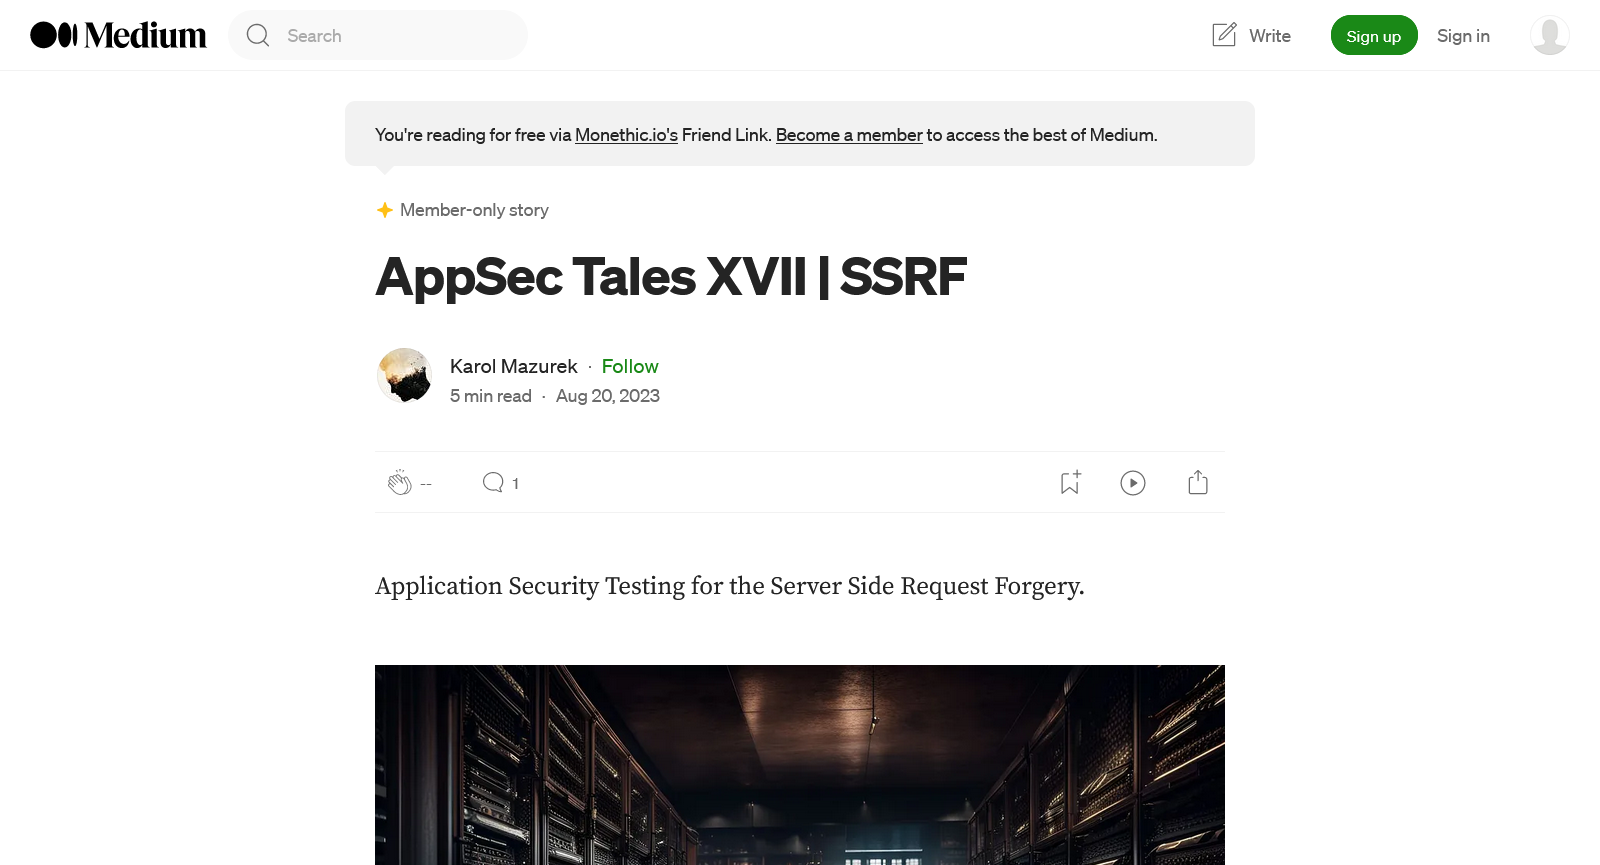 Medium
Search
Write
Sign up
Sign in
You're reading for free via Monethic.io's Friend Link. Become a member to access the best of Medium.
Member-only story
AppSec Tales XVII | SSRF
Karol Mazurek · Follow
5 min read · Aug 20, 2023
--
1
Application Security Testing for the Server Side Request Forgery.